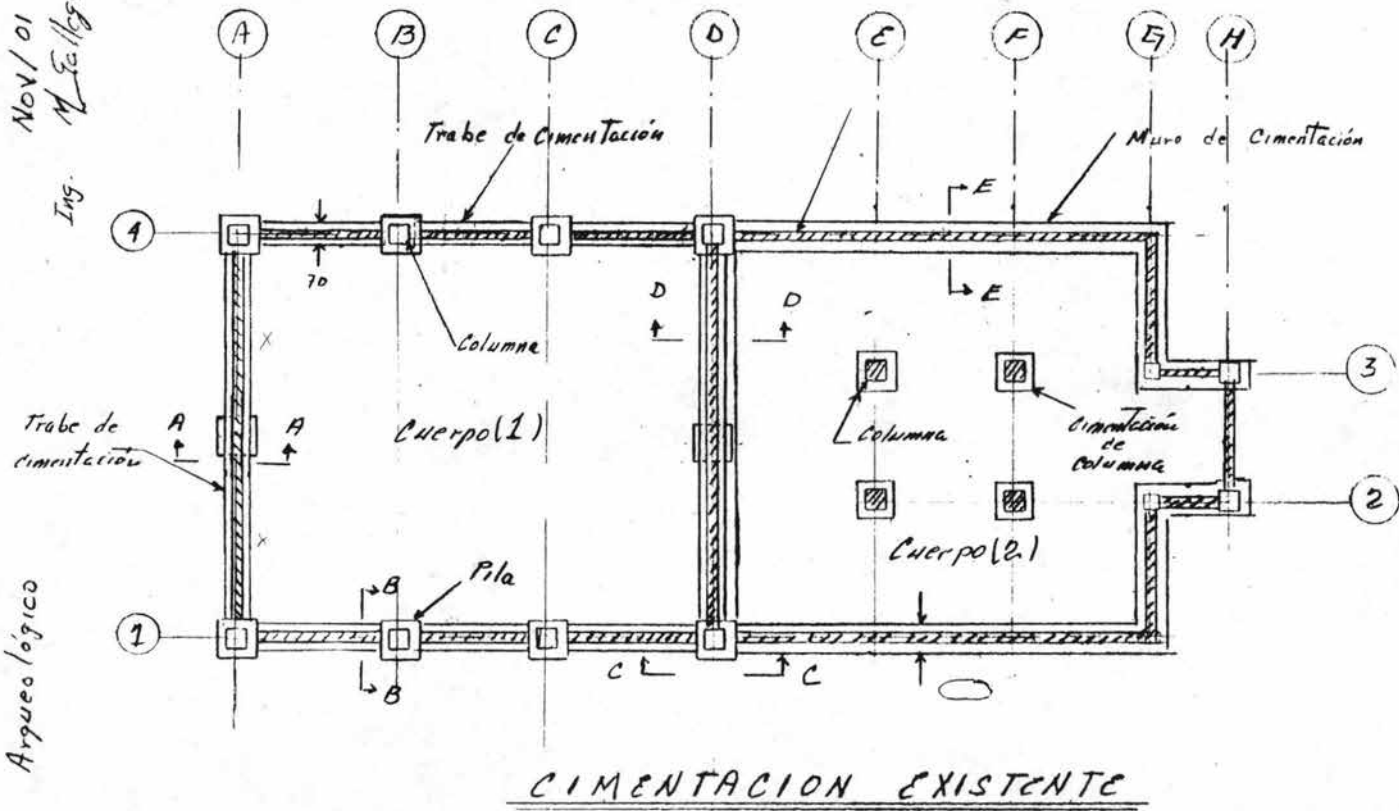 Nov/01
Ing.
Arqueológico
A B C D E F G H
Trabe de Cimentación
Muro de Cimentación
E
4
E
70
D D
Columna
3
Trabe de
cimentación
A A
Cuerpo(1)
Columna
Cimentación
de
Columna
2
Cuerpo(2)
B
Pila
1
B
C C
CIMENTACION EXISTENTE